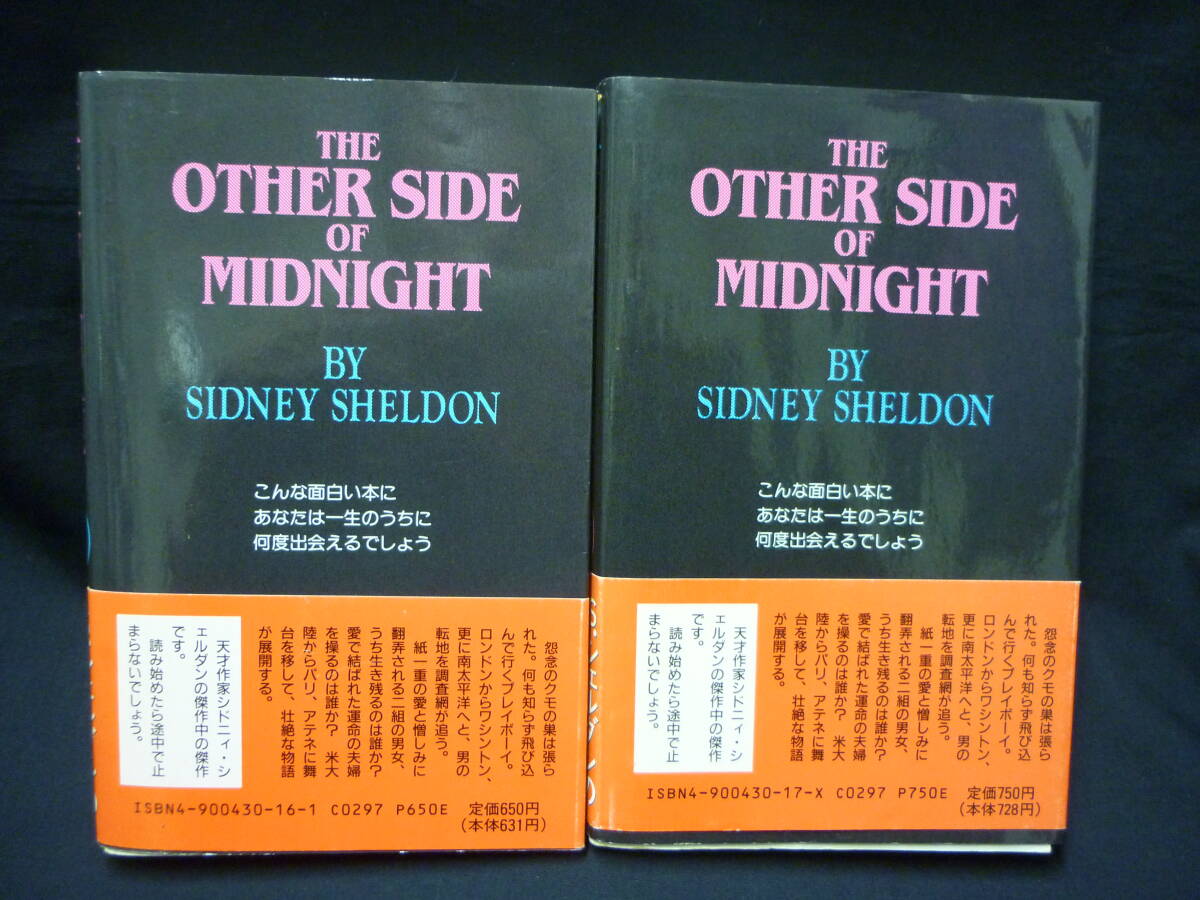 THE
OTHER SIDE
OF
MIDNIGHT
BY
SIDNEY SHELDON
こんな面白い本に
あなたは一生のうちに
何度出会えるでしょう
怨念のクモの巣は張ら
れた。何も知らず飛び込
んで行くプレイボーイ。
ロンドンからワシントン、
更に南太平洋へと、男の
転地を調査網が追う。
紙一重の愛と憎しみに
翻弄される二組の男女、
うち生き残るのは誰か?
愛で結ばれた運命の夫婦
を操るのは誰か? 米大
陸からパリ、アテネに舞
台を移して、壮絶な物語
が展開する。
天才作家シドニィ・シ
ェルダンの傑作中の傑作
です。
読み始めたら途中で止
まらないでしょう。
ISBN4-900430-16-1 C0297 P650E 定価650円
(本体631円)
THE
OTHER SIDE
OF
MIDNIGHT
BY
SIDNEY SHELDON
こんな面白い本に
あなたは一生のうちに
何度出会えるでしょう
怨念のクモの巣は張ら
れた。何も知らず飛び込
んで行くプレイボーイ。
ロンドンからワシントン、
更に南太平洋へと、男の
転地を調査網が追う。
紙一重の愛と憎しみに
翻弄される二組の男女、
うち生き残るのは誰か?
愛で結ばれた運命の夫婦
を操るのは誰か? 米大
陸からパリ、アテネに舞
台を移して、壮絶な物語
が展開する。
天才作家シドニィ・シ
ェルダンの傑作中の傑作
です。
読み始めたら途中で止
まらないでしょう。
ISBN4-900430-17-X C0297 P750E 定価750円
(本体728円)